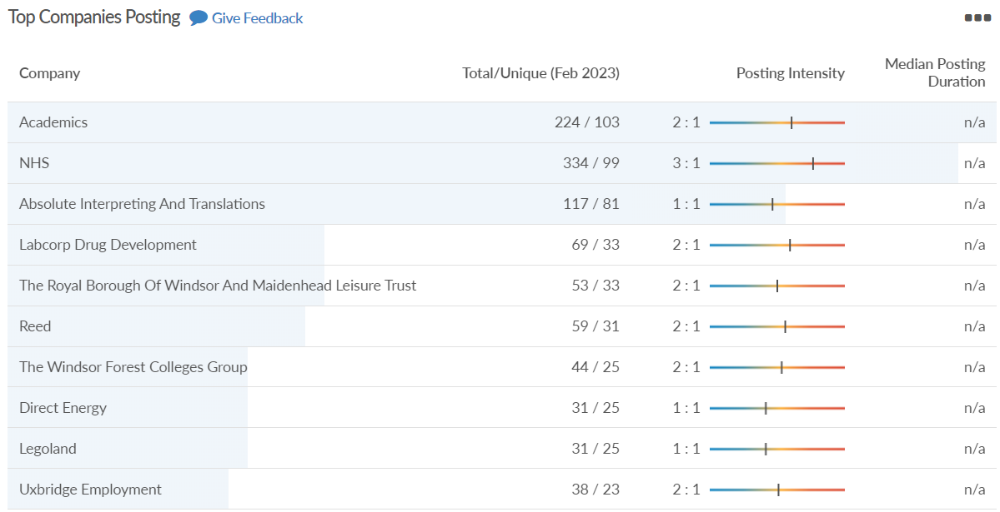 Top Companies Posting Give Feedback
Company Total/Unique (Feb 2023) Posting Intensity Median Posting Duration
Academics 224 / 103 2 : 1 n/a
NHS 334 / 99 3 : 1 n/a
Absolute Interpreting And Translations 117 / 81 1 : 1 n/a
Labcorp Drug Development 69 / 33 2 : 1 n/a
The Royal Borough Of Windsor And Maidenhead Leisure Trust 53 / 33 2 : 1 n/a
Reed 59 / 31 2 : 1 n/a
The Windsor Forest Colleges Group 44 / 25 2 : 1 n/a
Direct Energy 31 / 25 1 : 1 n/a
Legoland 31 / 25 1 : 1 n/a
Uxbridge Employment 38 / 23 2 : 1 n/a